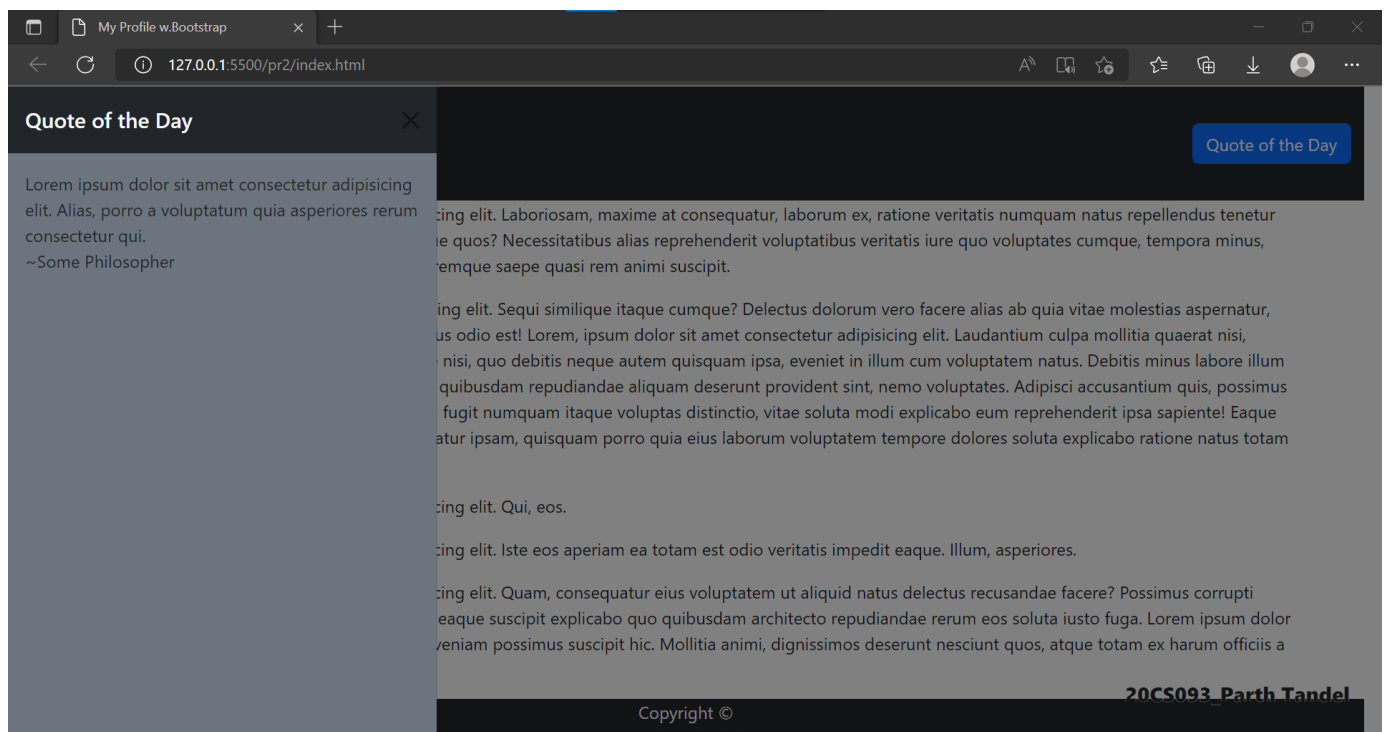 My Profile w.Bootstrap
127.0.0.1:5500/pr2/index.html
Quote of the Day
Quote of the Day
Lorem ipsum dolor sit amet consectetur adipisicing
elit. Alias, porro a voluptatum quia asperiores rerum
consectetur qui.
~Some Philosopher
cing elit. Laboriosam, maxime at consequatur, laborum ex, ratione veritatis numquam natus repellendus tenetur
quos? Necessitatibus alias reprehenderit voluptatibus veritatis iure quo voluptates cumque, tempora minus,
remque saepe quasi rem animi suscipit.
ing elit. Sequi similique itaque cumque? Delectus dolorum vero facere alias ab quia vitae molestias aspernatur,
us odio est! Lorem, ipsum dolor sit amet consectetur adipisicing elit. Laudantium culpa mollitia quaerat nisi,
nisi, quo debitis neque autem quisquam ipsa, eveniet in illum cum voluptatem natus. Debitis minus labore illum
quibusdam repudiandae aliquam deserunt provident sint, nemo voluptates. Adipisci accusantium quis, possimus
fugit numquam itaque voluptas distinctio, vitae soluta modi explicabo eum reprehenderit ipsa sapiente! Eaque
atur ipsam, quisquam porro quia eius laborum voluptatem tempore dolores soluta explicabo ratione natus totam
cing elit. Qui, eos.
cing elit. Iste eos aperiam ea totam est odio veritatis impedit eaque. Illum, asperiores.
cing elit. Quam, consequatur eius voluptatem ut aliquid natus delectus recusandae facere? Possimus corrupti
eaque suscipit explicabo quo quibusdam architecto repudiandae rerum eos soluta iusto fuga. Lorem ipsum dolor
veniam possimus suscipit hic. Mollitia animi, dignissimos deserunt nesciunt quos, atque totam ex harum officiis a
20CS093_Parth Tandel
Copyright ©